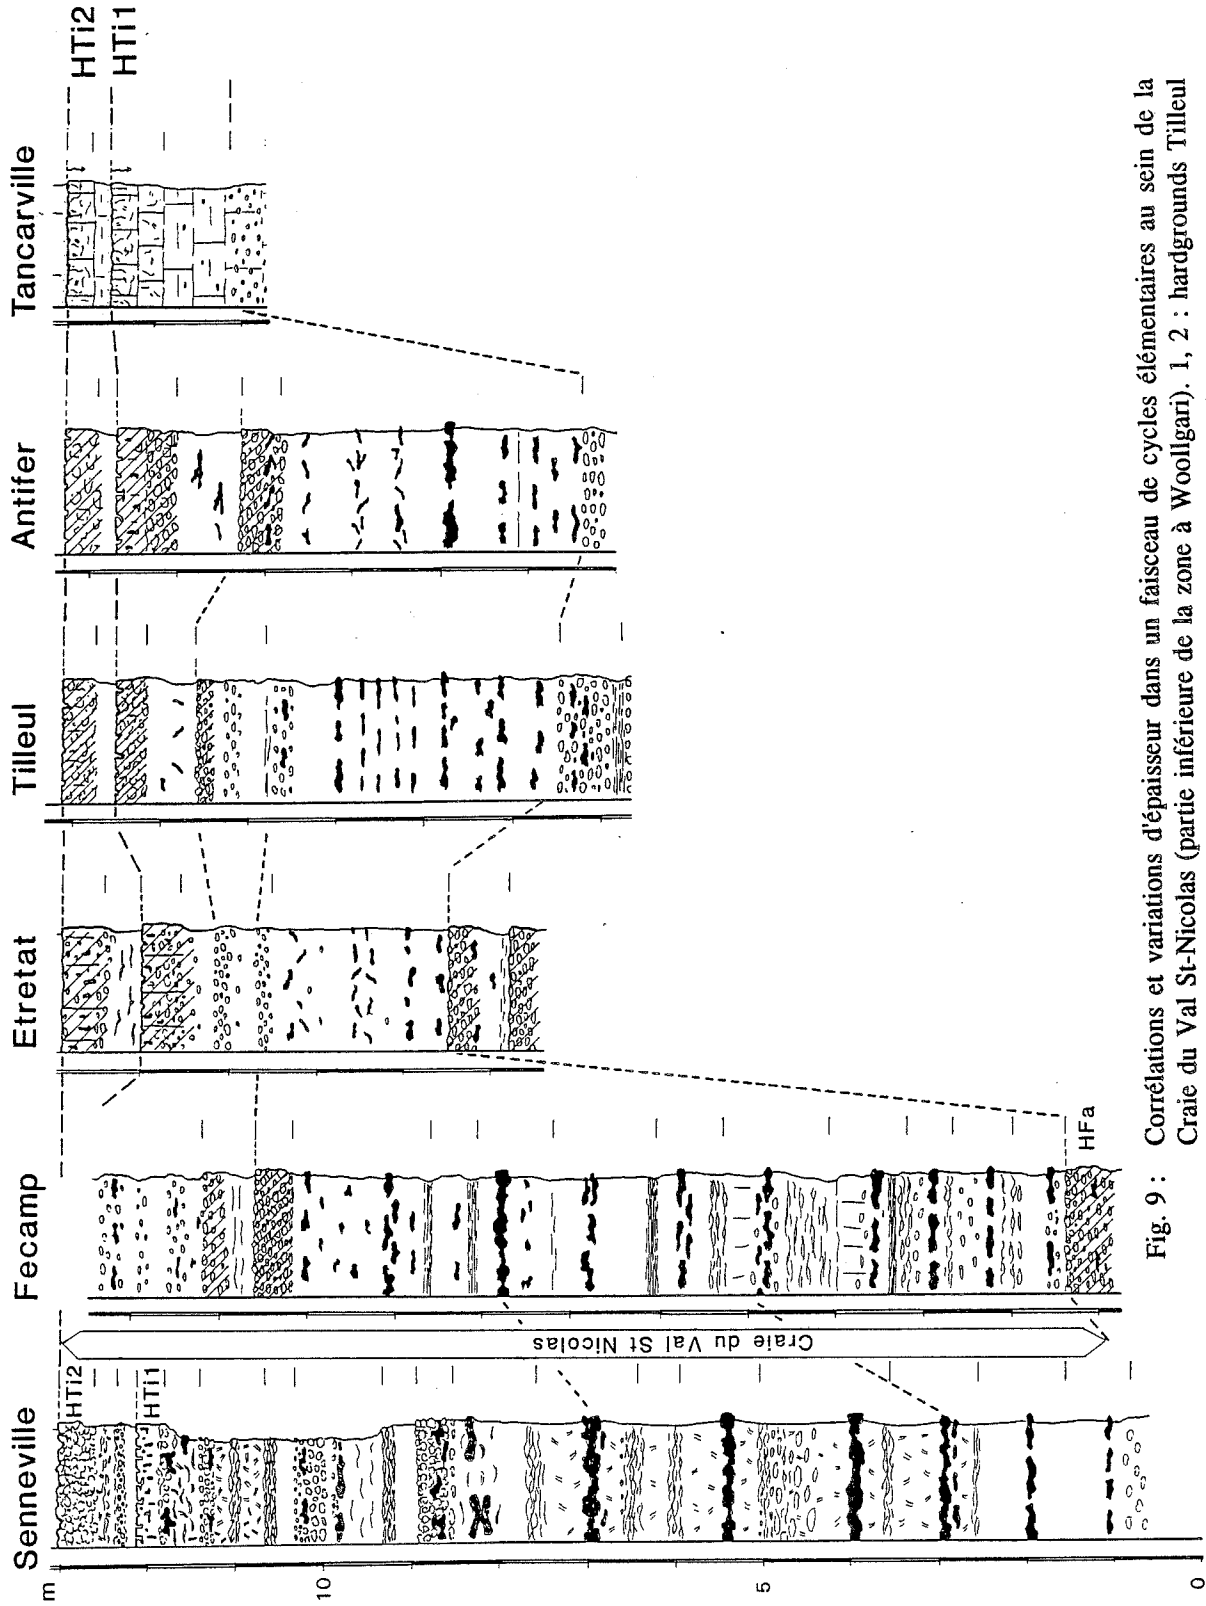 Senneville
Fecamp
Etretat
Tilleul
Antifer
Tancarville
m
10
5
0
HTi2
HTi1
Craie du Val St Nicolas
HFa
HTi2
HTi1
Fig. 9 : Corrélations et variations d'épaisseur dans un faisceau de cycles élémentaires au sein de la
Craie du Val St-Nicolas (partie inférieure de la zone à Woollgari). 1, 2 : hardgrounds Tilleul